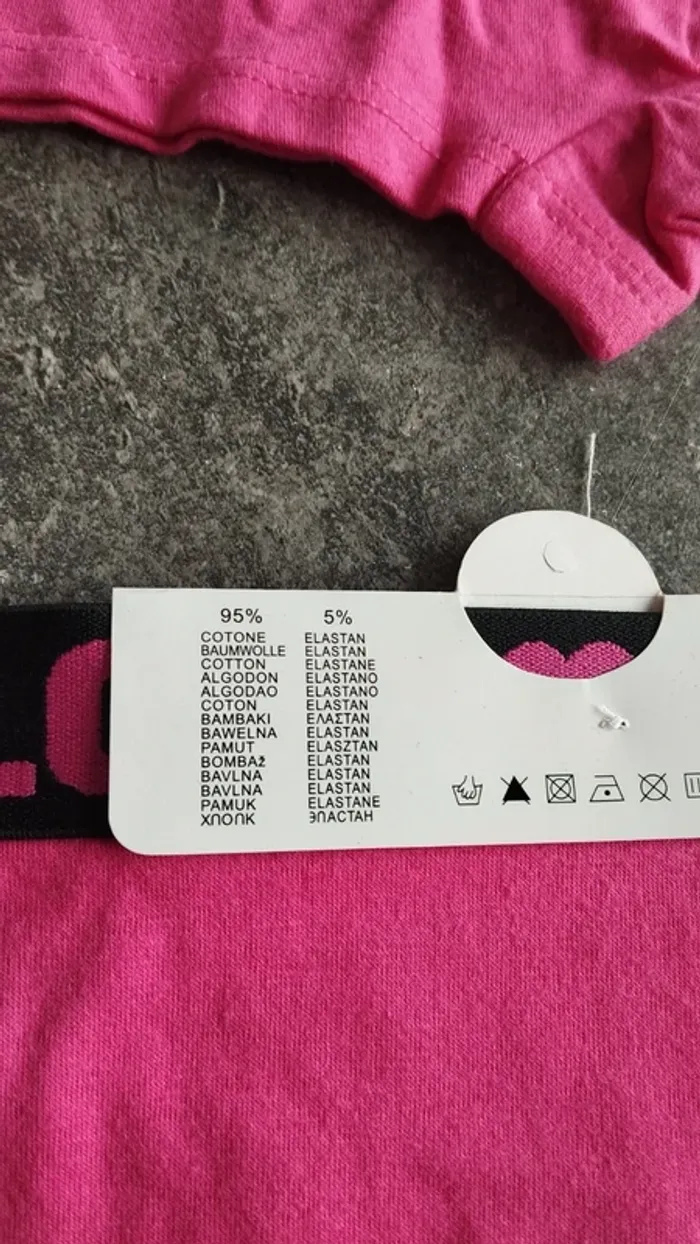 95% 5%
COTONE ELASTAN
BAUMWOLLE ELASTAN
COTTON ELASTANE
ALGODON ELASTANO
ALGODAO ELASTANO
COTON ELASTAN
BAMBAKI ΕΛΑΣΤΑΝ
BAWELNA ELASTAN
PAMUT ELASZTAN
BOMBAž ELASTAN
BAVLNA ELASTAN
BAVLNA ELASTAN
PAMUK ELASTANE
ХЛОПК ЭЛАСТАН